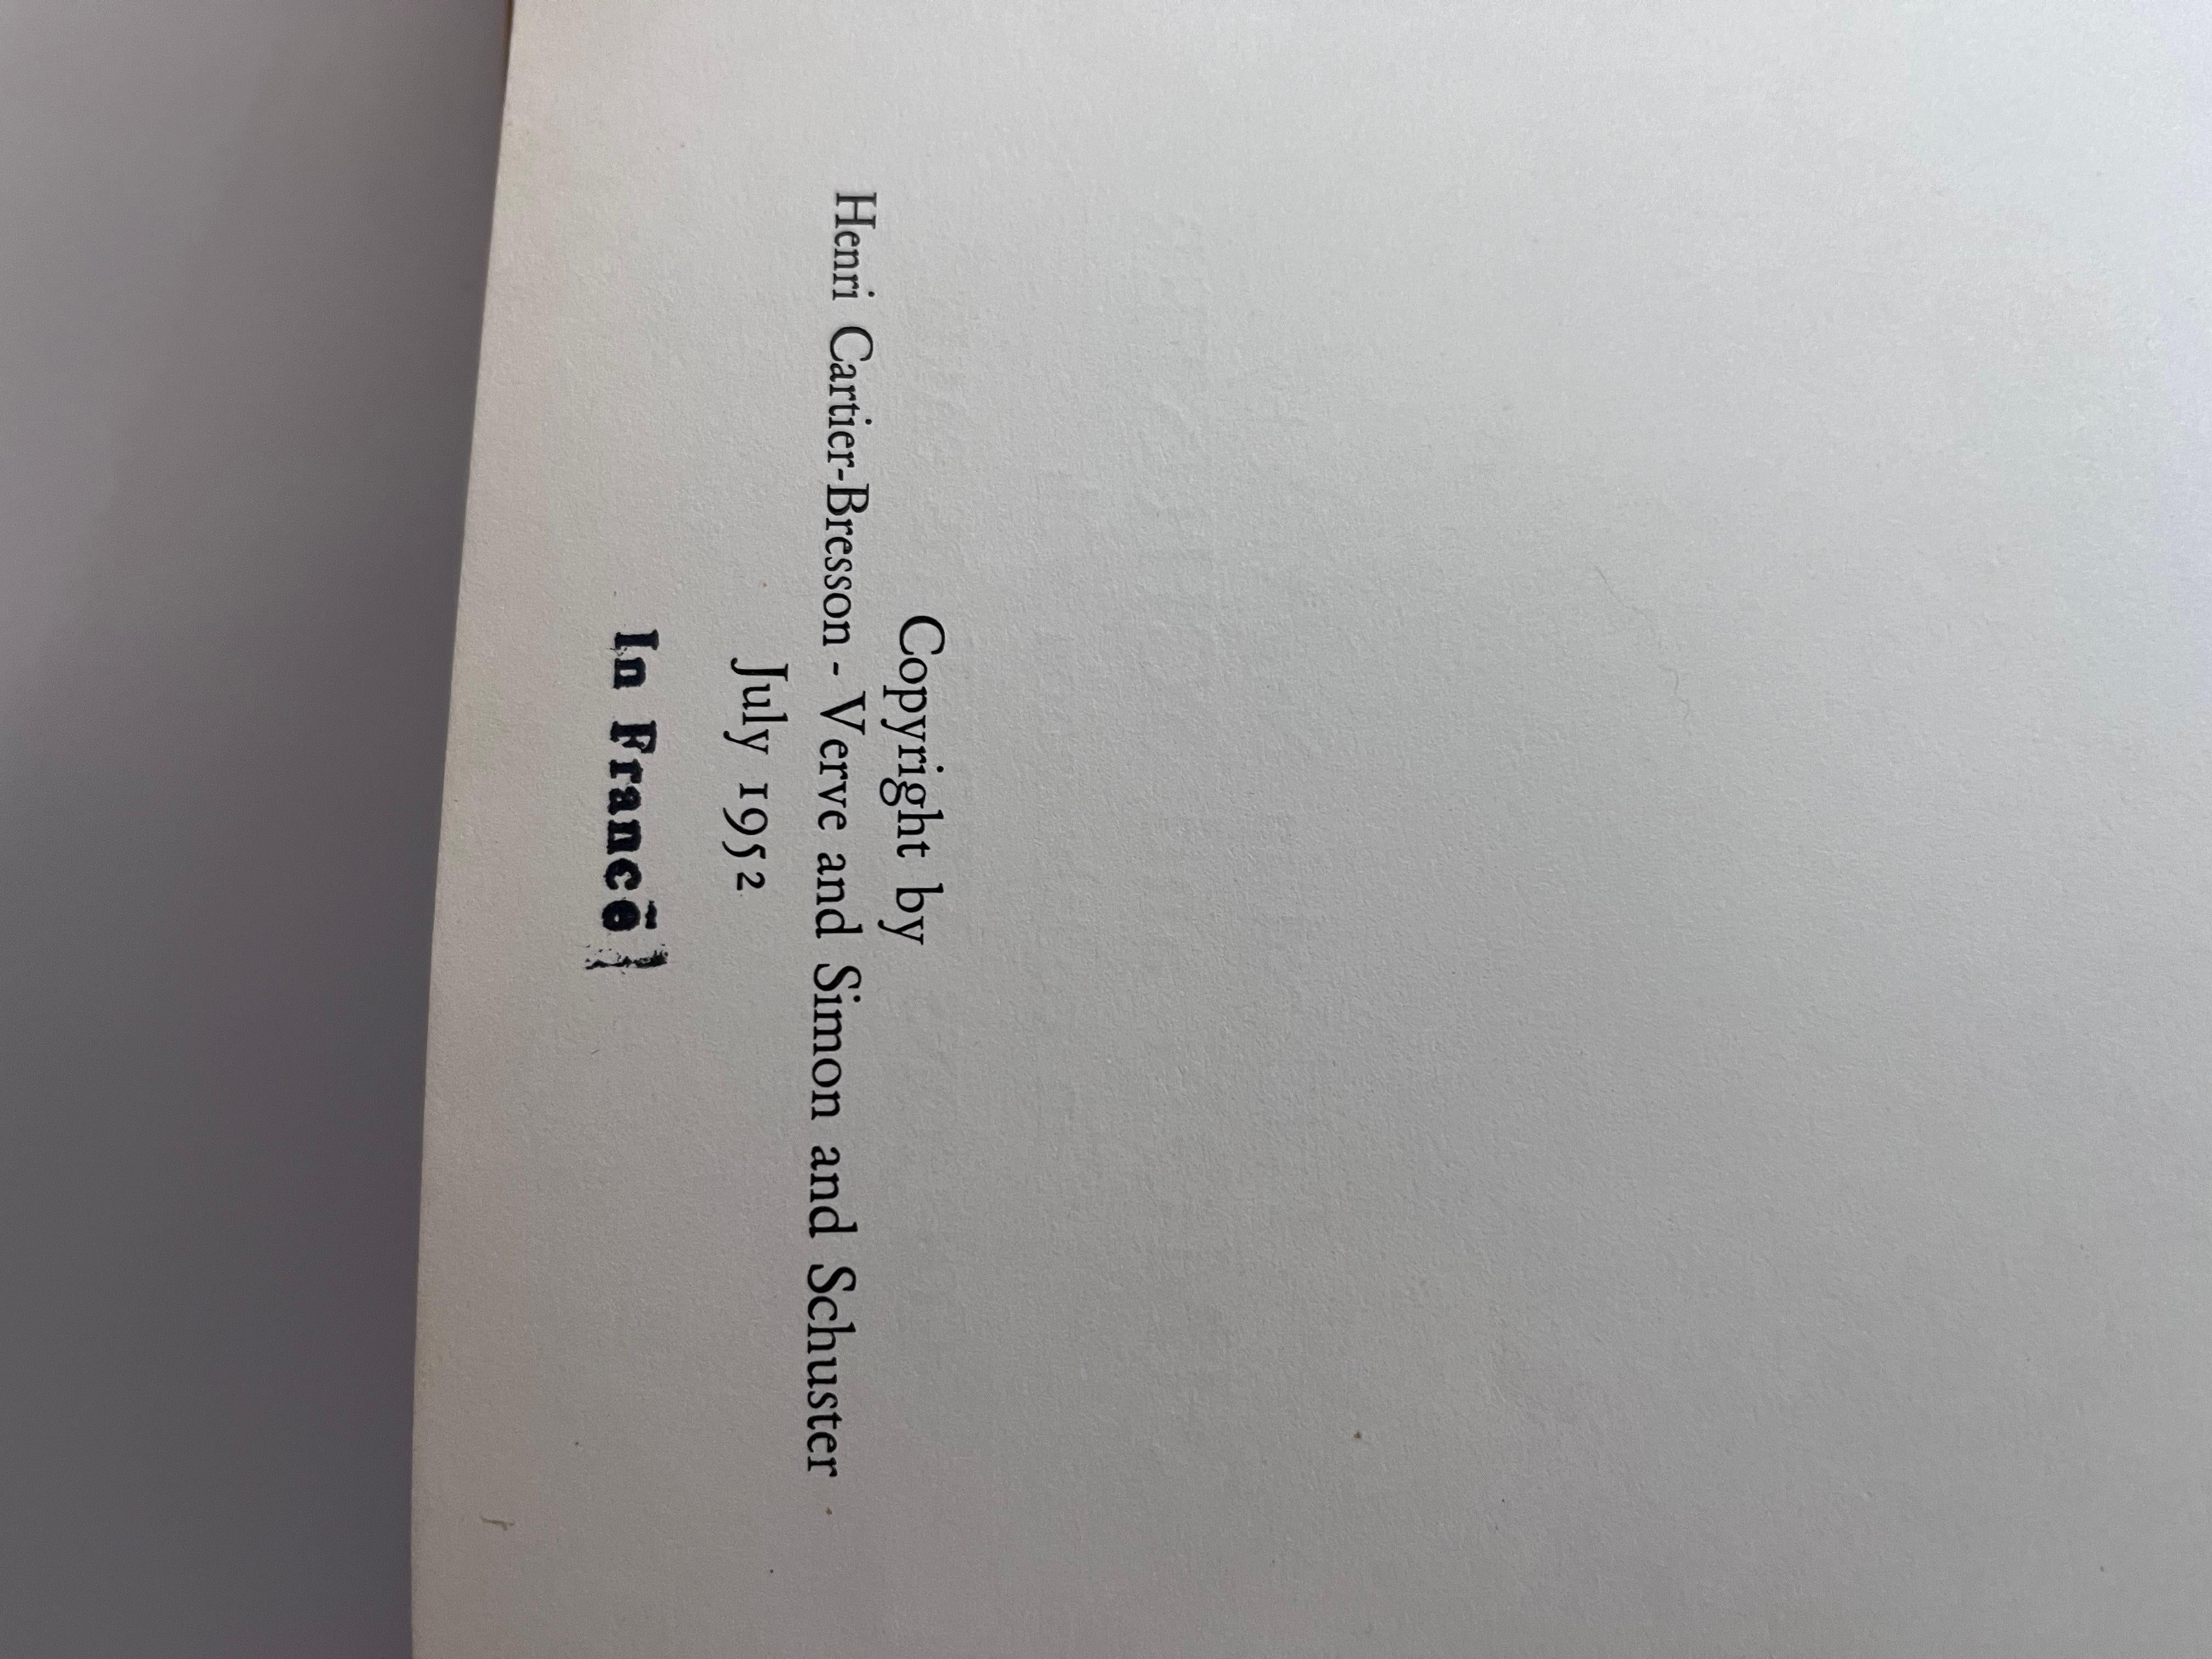 Copyright by
Henri Cartier-Bresson - Verve and Simon and Schuster
July 1952
In France